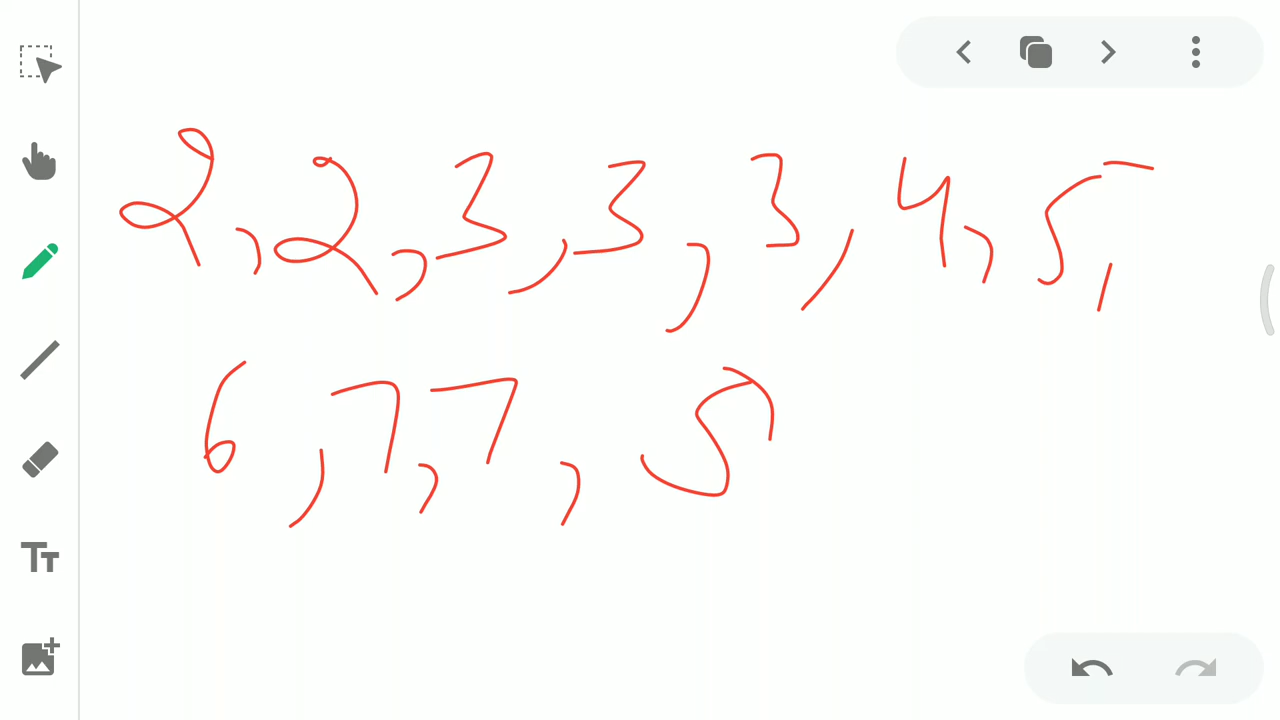 2, 2, 3, 3, 3, 4, 5,
6, 7, 7,